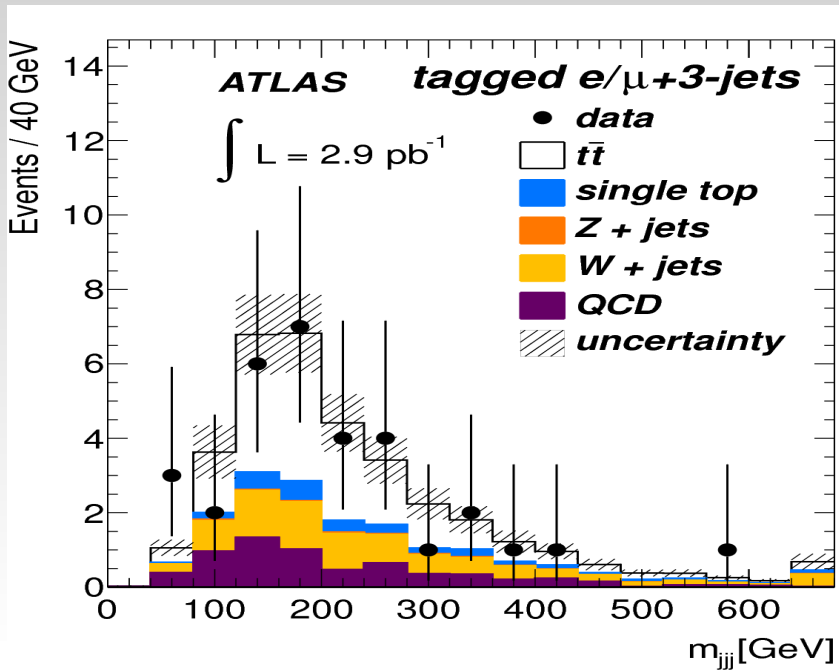 ATLAS
tagged e/μ+3-jets
∫ L = 2.9 pb⁻¹
data
tt̄
single top
Z + jets
W + jets
QCD
uncertainty
Events / 40 GeV
14
12
10
8
6
4
2
0
0 100 200 300 400 500 600
m_jjj [GeV]